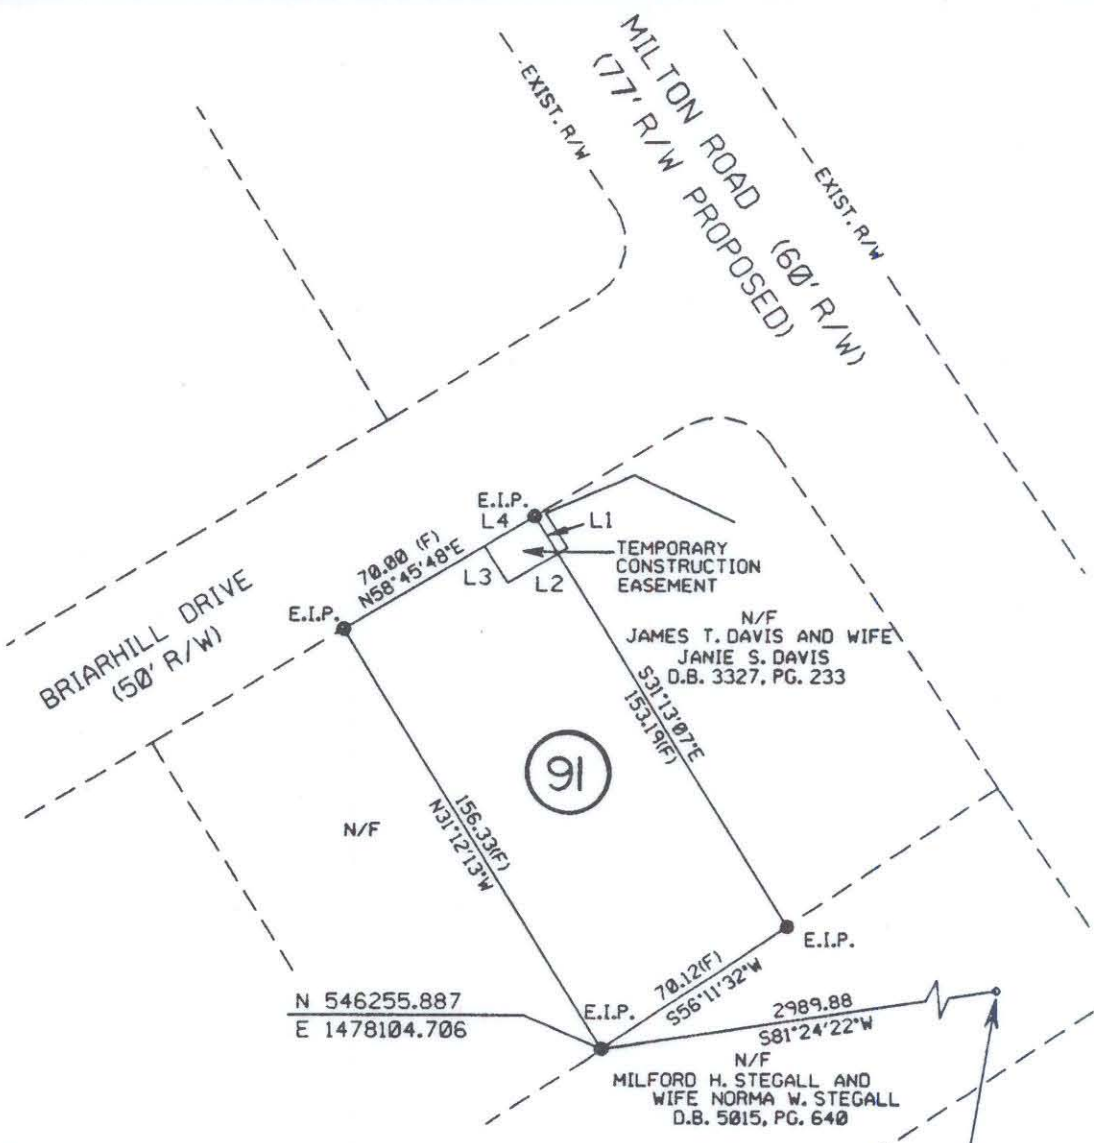 MILTON ROAD (60' R/W)
(77' R/W PROPOSED)
EXIST. R/W
EXIST. R/W
E.I.P.
L4
L1
70.00 (F)
N58°45'48"E
L3
L2
TEMPORARY
CONSTRUCTION
EASEMENT
E.I.P.
BRIARHILL DRIVE
(50' R/W)
N/F
JAMES T. DAVIS AND WIFE
JANIE S. DAVIS
D.B. 3327, PG. 233
S31°13'07"E
153.19(F)
91
N/F
156.33(F)
N31°12'13"W
E.I.P.
70.12(F)
S56°11'32"W
N 546255.887
E 1478104.706
E.I.P.
2989.88
S81°24'22"W
N/F
MILFORD H. STEGALL AND
WIFE NORMA W. STEGALL
D.B. 5015, PG. 640